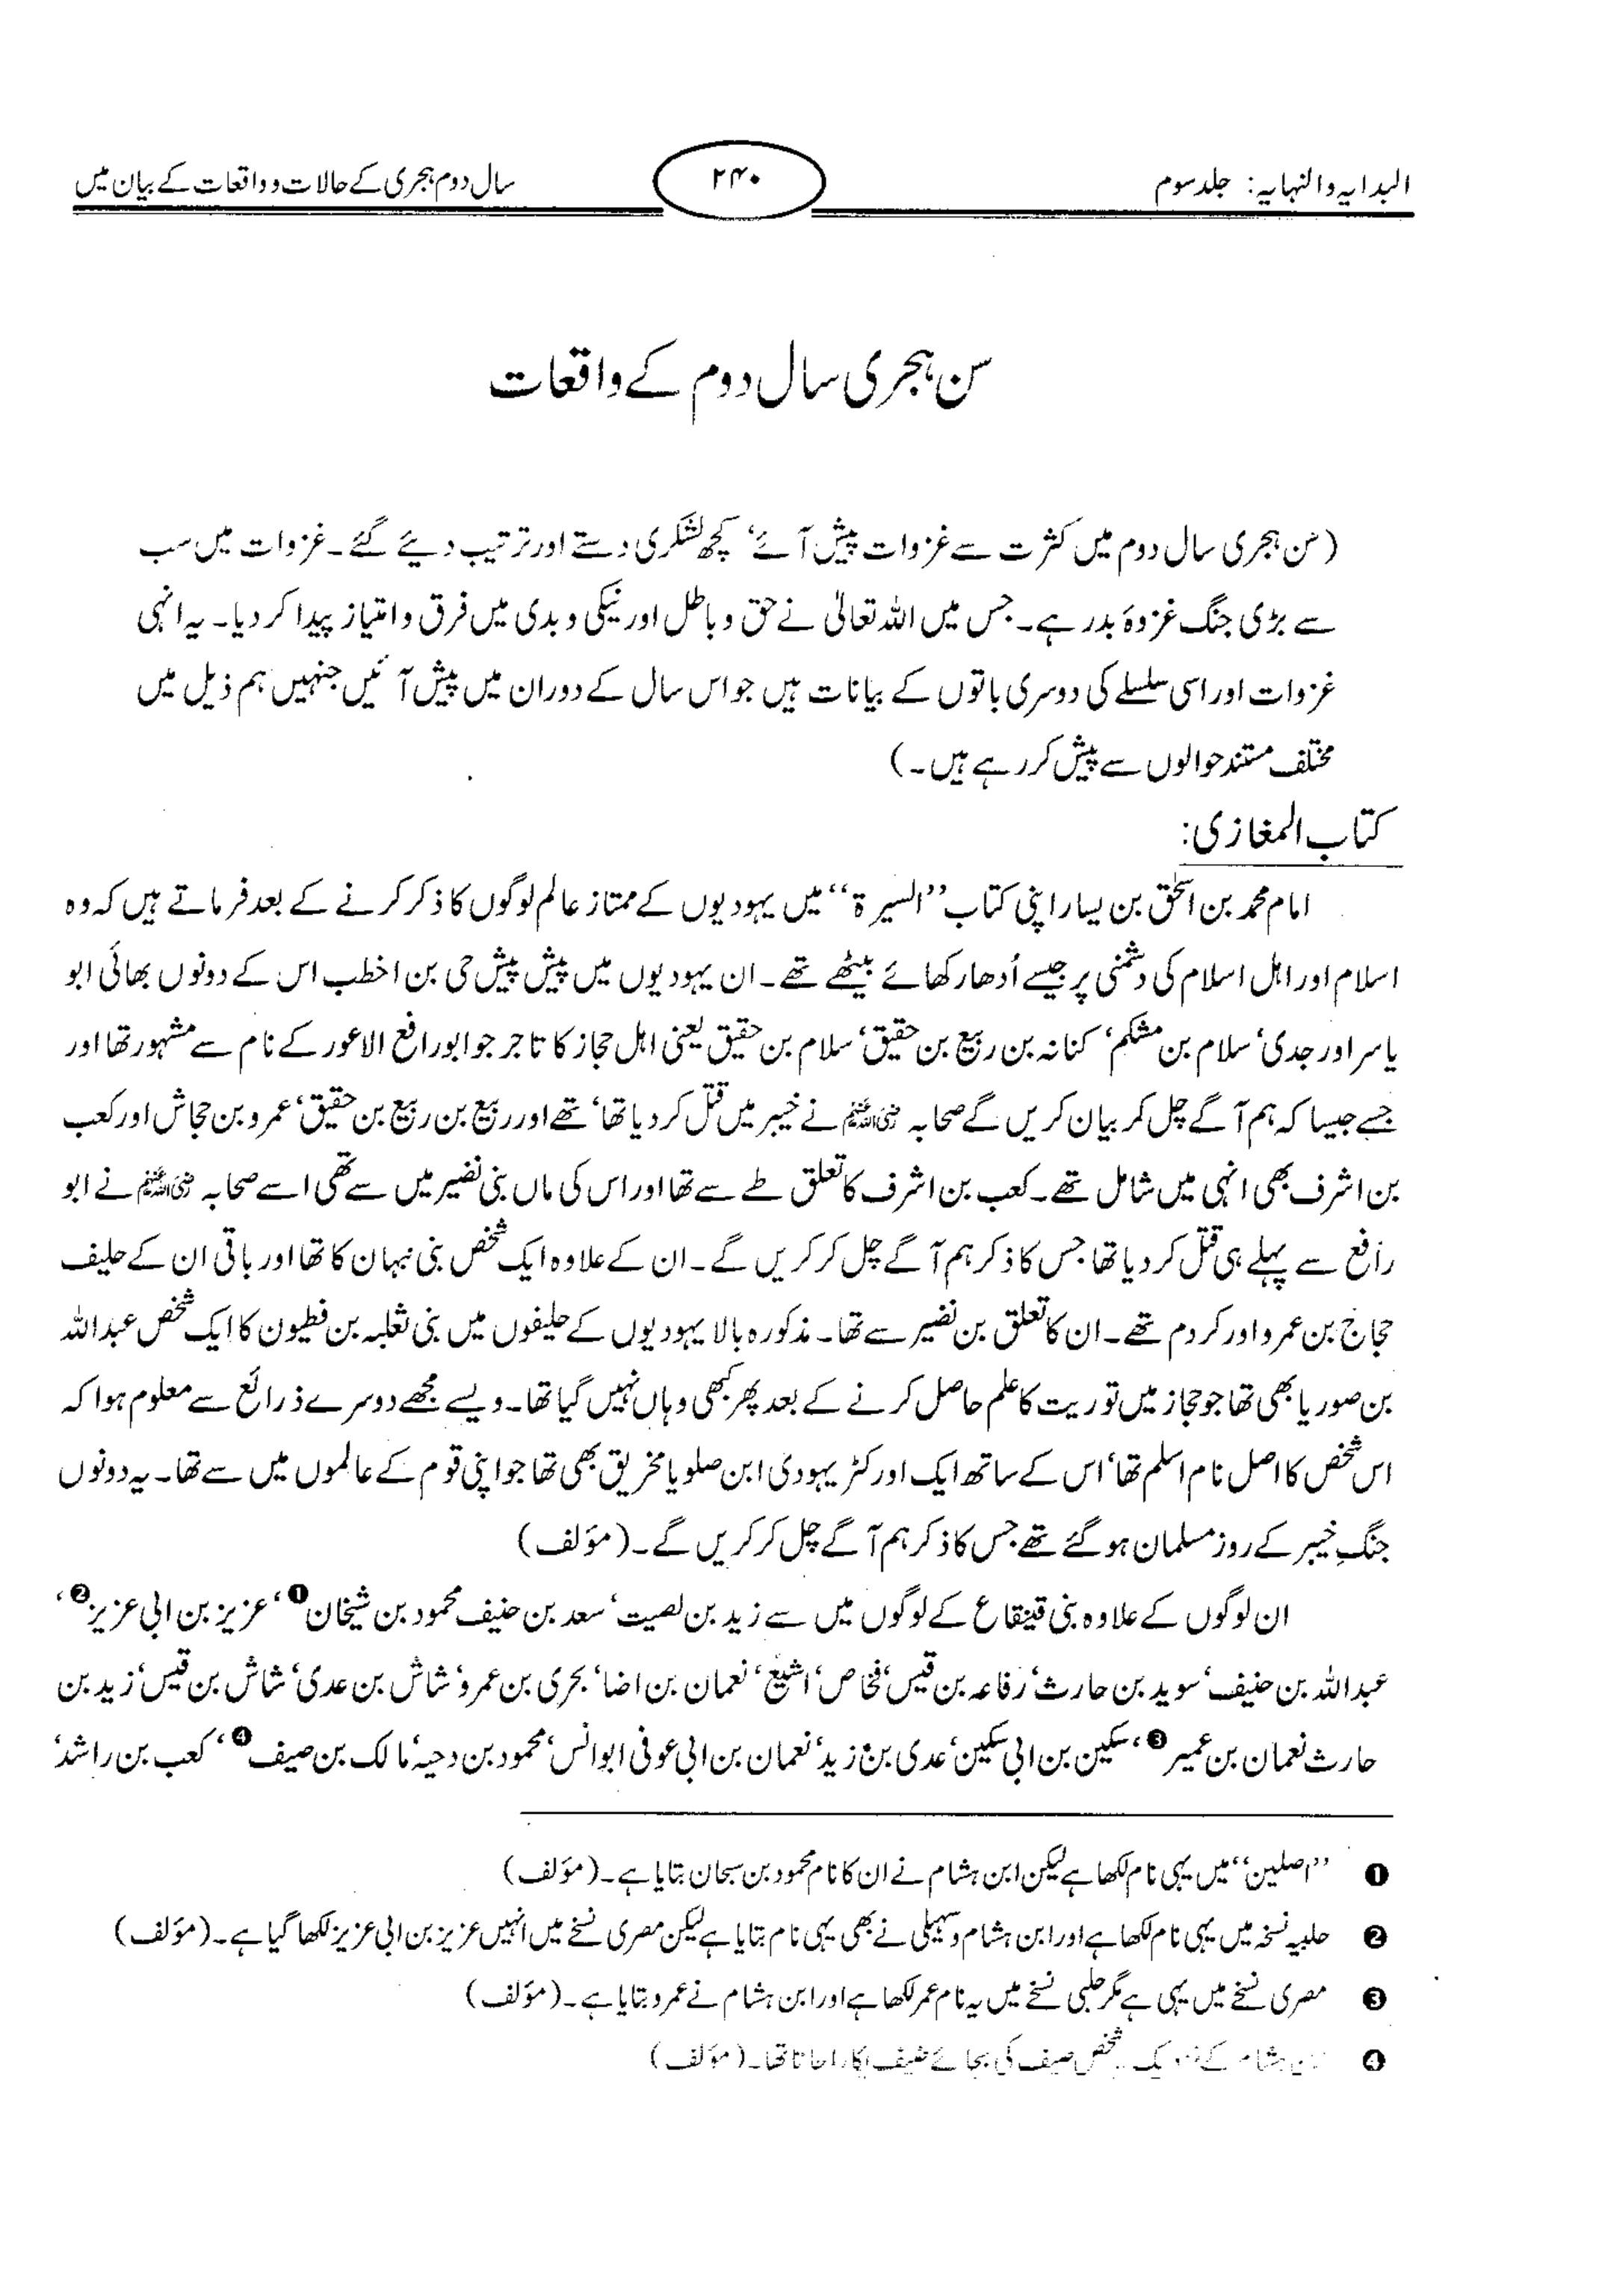 البدایہ والنہایہ: جلد سوم
۲۴۰
سال دوم ہجری کے حالات و واقعات کے بیان میں
سن ہجری سال دوم کے واقعات
(سن ہجری سال دوم میں کثرت سے غزوات پیش آئے‘ کچھ لشکری دستے اور ترتیب دیئے گئے۔ غزوات میں سب
سے بڑی جنگ غزوۂ بدر ہے۔ جس میں اللہ تعالیٰ نے حق و باطل اور نیکی و بدی میں فرق و امتیاز پیدا کر دیا۔ یہ انہی
غزوات اور اسی سلسلے کی دوسری باتوں کے بیانات ہیں جو اس سال کے دوران میں پیش آئیں جنہیں ہم ذیل میں
مختلف مستند حوالوں سے پیش کر رہے ہیں۔)
کتاب المغازی:
امام محمد بن اسحٰق بن یسار اپنی کتاب ’’السیرۃ‘‘ میں یہودیوں کے ممتاز عالم لوگوں کا ذکر کرنے کے بعد فرماتے ہیں کہ وہ
اسلام اور اہل اسلام کی دشمنی پر جیسے اُدھار کھائے بیٹھے تھے۔ ان یہودیوں میں پیش پیش حی بن اخطب اس کے دونوں بھائی ابو
یاسر اور جدی‘ سلام بن مشکم‘ کنانہ بن ربیع بن حقیق‘ سلام بن حقیق یعنی اہل حجاز کا تاجر جو ابورافع الاعور کے نام سے مشہور تھا اور
جسے جیسا کہ ہم آگے چل کر بیان کریں گے صحابہ رضی اللہ عنہم نے خیبر میں قتل کر دیا تھا‘ تھے اور ربیع بن ربیع بن حقیق‘ عمرو بن حجاش اور کعب
بن اشرف بھی انہی میں شامل تھے۔ کعب بن اشرف کا تعلق طے سے تھا اور اس کی ماں بنی نضیر میں سے تھی اسے صحابہ رضی اللہ عنہم نے ابو
رافع سے پہلے ہی قتل کر دیا تھا جس کا ذکر ہم آگے چل کر کریں گے۔ ان کے علاوہ ایک شخص بنی نبہان کا تھا اور باقی ان کے حلیف
حجاج بن عمرو اور کردم تھے۔ ان کا تعلق بن نضیر سے تھا۔ مذکورہ بالا یہودیوں کے حلیفوں میں بنی ثعلبہ بن فطیون کا ایک شخص عبداللہ
بن صوریا بھی تھا جو حجاز میں توریت کا علم حاصل کرنے کے بعد پھر کبھی وہاں نہیں گیا تھا۔ ویسے مجھے دوسرے ذرائع سے معلوم ہوا کہ
اس شخص کا اصل نام اسلم تھا‘ اس کے ساتھ ایک اور کٹر یہودی ابن صلوبا مخریق بھی تھا جو اپنی قوم کے عالموں میں سے تھا۔ یہ دونوں
جنگِ خیبر کے روز مسلمان ہو گئے تھے جس کا ذکر ہم آگے چل کر کریں گے۔ (مؤلف)
ان لوگوں کے علاوہ بنی قینقاع کے لوگوں میں سے زید بن لصیت‘ سعد بن حنیف محمود بن شیخان❶‘ عزیز بن ابی عزیز❷‘
عبداللہ بن حنیف‘ سوید بن حارث‘ رفاعہ بن قیس‘ فخاص‘ اشیع‘ نعمان بن اضا‘ بحری بن عمرو‘ شاش بن عدی‘ شاش بن قیس‘ زید بن
حارث نعمان بن عمیر❸‘ سکین بن ابی سکین‘ عدی بن زید‘ نعمان بن ابی عوفی ابوانس‘ محمود بن دحیہ‘ مالک بن صیف❹‘ کعب بن راشد‘
❶ ’’اصلین‘‘ میں یہی نام لکھا ہے لیکن ابن ہشام نے ان کا نام محمود بن سبحان بتایا ہے۔ (مؤلف)
❷ حلبیہ نسخہ میں یہی نام لکھا ہے اور ابن ہشام و سہیلی نے بھی یہی نام بتایا ہے لیکن مصری نسخے میں انہیں عزیز بن ابی عزیز لکھا گیا ہے۔ (مؤلف)
❸ مصری نسخے میں یہی ہے مگر حلبی نسخے میں یہ نام عمر لکھا ہے اور ابن ہشام نے عمرو بتایا ہے۔ (مؤلف)
❹ ہشام کے شخص صیف کی بجائے ضیف پکارا جاتا تھا۔ (مؤلف)